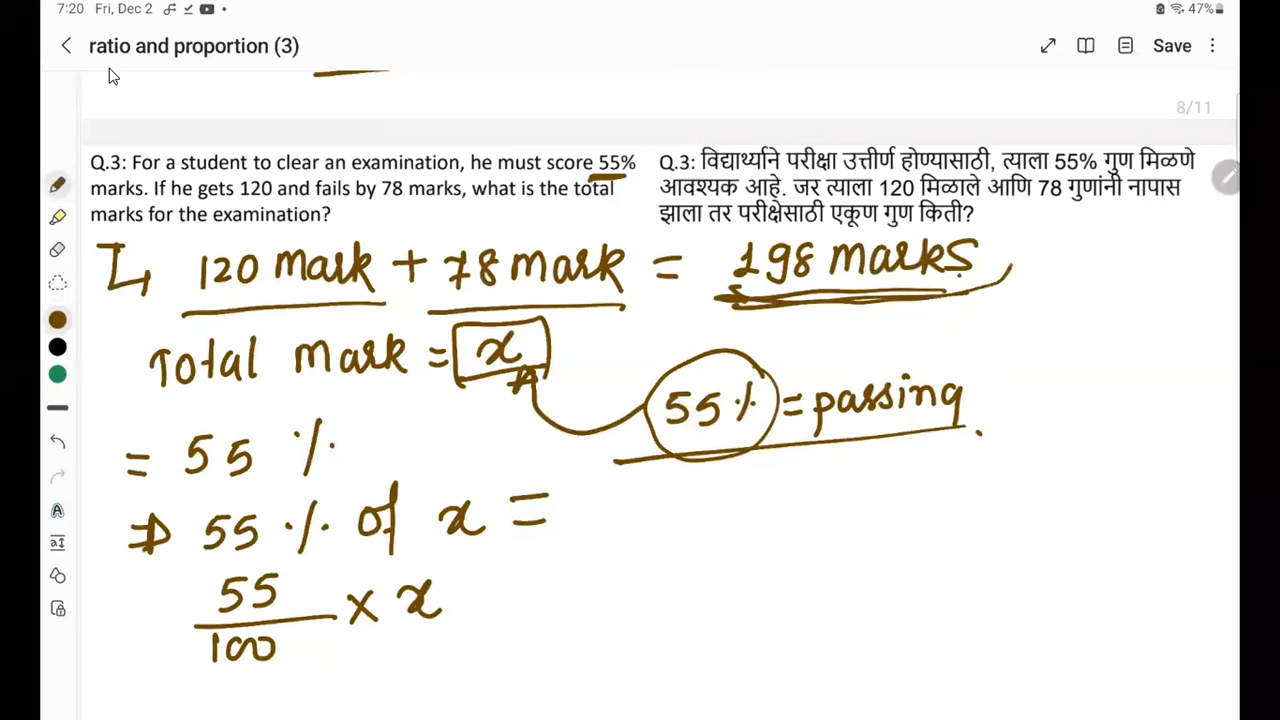 7:20 Fri, Dec 2 47%
ratio and proportion (3) Save
8/11
Q.3: For a student to clear an examination, he must score 55%
marks. If he gets 120 and fails by 78 marks, what is the total
marks for the examination?
Q.3: विद्यार्थ्याने परीक्षा उत्तीर्ण होण्यासाठी, त्याला 55% गुण मिळणे
आवश्यक आहे. जर त्याला 120 मिळाले आणि 78 गुणांनी नापास
झाला तर परीक्षेसाठी एकूण गुण किती?
120 mark + 78 mark = 198 marks.
Total mark = x
55% = passing
= 55 %
⇒ 55 % of x =
55/100 × x